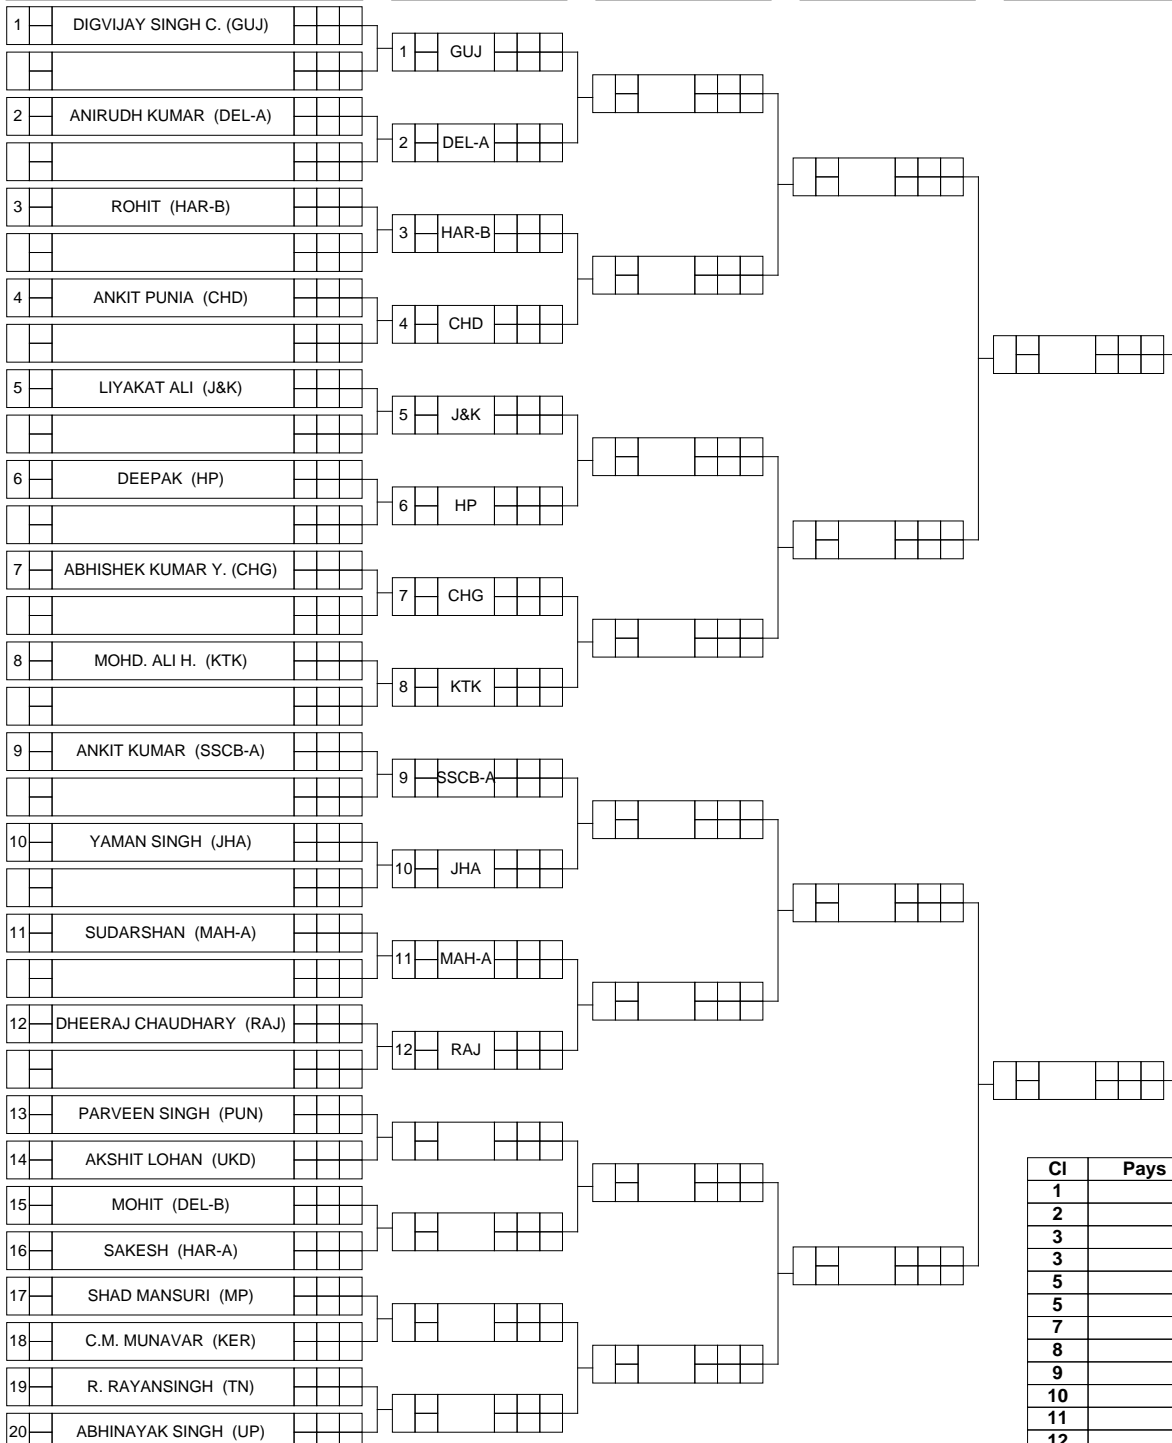 1 DIGVIJAY SINGH C. (GUJ)
1 GUJ
2 ANIRUDH KUMAR (DEL-A)
2 DEL-A
3 ROHIT (HAR-B)
3 HAR-B
4 ANKIT PUNIA (CHD)
4 CHD
5 LIYAKAT ALI (J&K)
5 J&K
6 DEEPAK (HP)
6 HP
7 ABHISHEK KUMAR Y. (CHG)
7 CHG
8 MOHD. ALI H. (KTK)
8 KTK
9 ANKIT KUMAR (SSCB-A)
9 SSCB-A
10 YAMAN SINGH (JHA)
10 JHA
11 SUDARSHAN (MAH-A)
11 MAH-A
12 DHEERAJ CHAUDHARY (RAJ)
12 RAJ
13 PARVEEN SINGH (PUN)
14 AKSHIT LOHAN (UKD)
15 MOHIT (DEL-B)
16 SAKESH (HAR-A)
17 SHAD MANSURI (MP)
18 C.M. MUNAVAR (KER)
19 R. RAYANSINGH (TN)
20 ABHINAYAK SINGH (UP)
Cl Pays
1
2
3
3
5
5
7
8
9
10
11
12